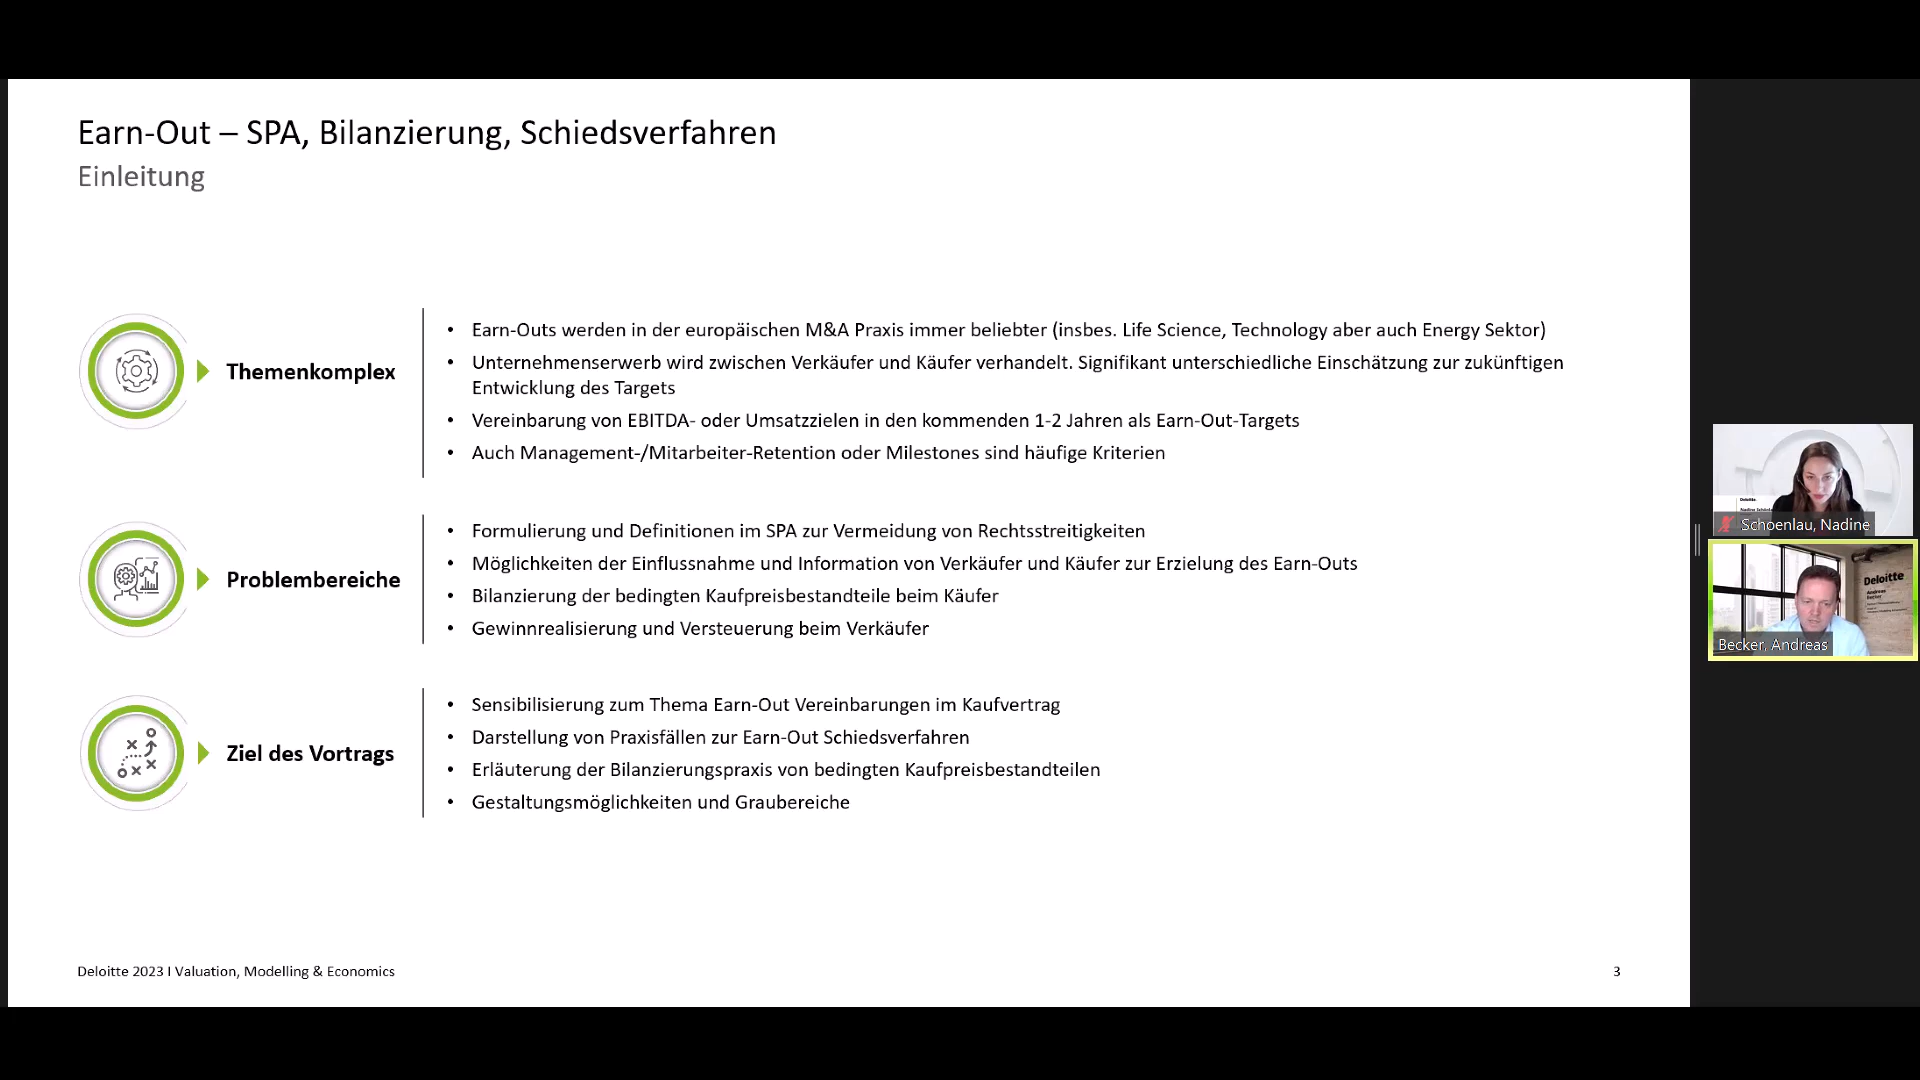 Earn-Out – SPA, Bilanzierung, Schiedsverfahren
Einleitung
Themenkomplex
• Earn-Outs werden in der europäischen M&A Praxis immer beliebter (insbes. Life Science, Technology aber auch Energy Sektor)
• Unternehmenserwerb wird zwischen Verkäufer und Käufer verhandelt. Signifikant unterschiedliche Einschätzung zur zukünftigen
Entwicklung des Targets
• Vereinbarung von EBITDA- oder Umsatzzielen in den kommenden 1-2 Jahren als Earn-Out-Targets
• Auch Management-/Mitarbeiter-Retention oder Milestones sind häufige Kriterien
Problembereiche
• Formulierung und Definitionen im SPA zur Vermeidung von Rechtsstreitigkeiten
• Möglichkeiten der Einflussnahme und Information von Verkäufer und Käufer zur Erzielung des Earn-Outs
• Bilanzierung der bedingten Kaufpreisbestandteile beim Käufer
• Gewinnrealisierung und Versteuerung beim Verkäufer
Ziel des Vortrags
• Sensibilisierung zum Thema Earn-Out Vereinbarungen im Kaufvertrag
• Darstellung von Praxisfällen zur Earn-Out Schiedsverfahren
• Erläuterung der Bilanzierungspraxis von bedingten Kaufpreisbestandteilen
• Gestaltungsmöglichkeiten und Graubereiche
Deloitte 2023 I Valuation, Modelling & Economics
3
Deloitte
Schoenlau, Nadine
Deloitte
Andreas
Becker
Becker, Andreas